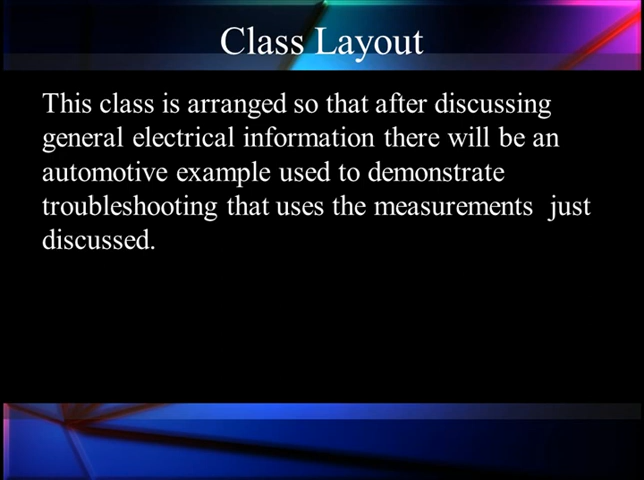 Class Layout
This class is arranged so that after discussing
general electrical information there will be an
automotive example used to demonstrate
troubleshooting that uses the measurements  just
discussed.